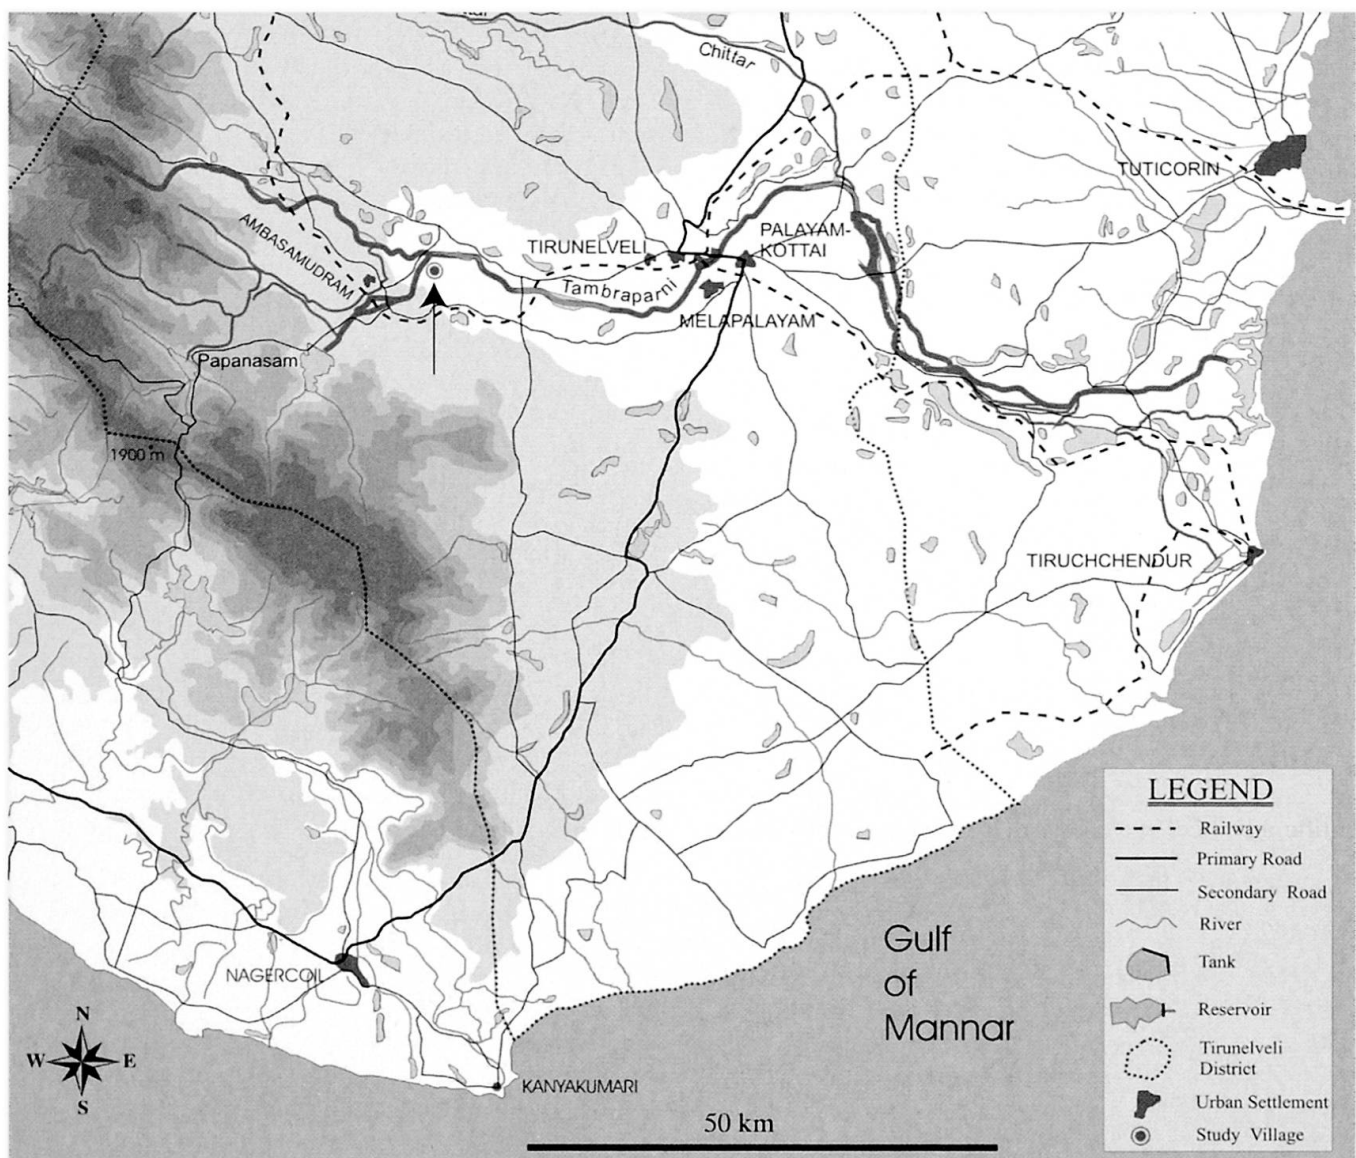 Chittar
TUTICORIN
AMBASAMUDRAM
TIRUNELVELI
PALAYAM-
KOTTAI
Tambraparni
MELAPALAYAM
Papanasam
1900 m
TIRUCHCHENDUR
LEGEND
Railway
Primary Road
Secondary Road
River
Tank
Reservoir
Tirunelveli
District
Urban Settlement
Study Village
Gulf
of
Mannar
NAGERCOIL
N
W E
S
KANYAKUMARI
50 km